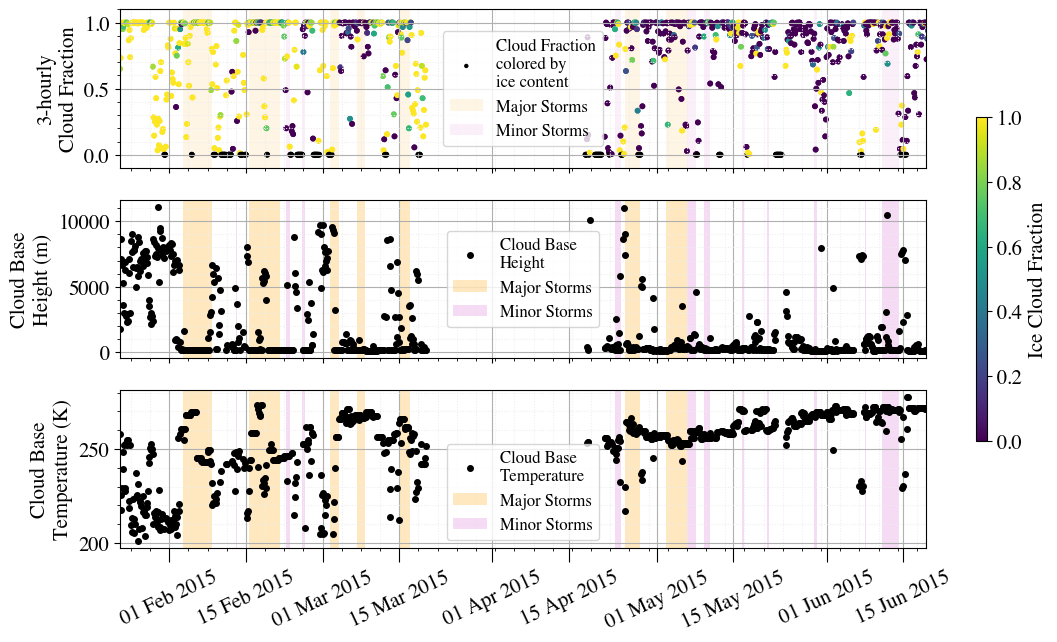 3-hourly
Cloud Fraction
1.0
0.5
0.0
Cloud Fraction
colored by
ice content
Major Storms
Minor Storms
Cloud Base
Height (m)
10000
5000
0
Cloud Base
Height
Major Storms
Minor Storms
Cloud Base
Temperature (K)
250
200
Cloud Base
Temperature
Major Storms
Minor Storms
01 Feb 2015
15 Feb 2015
01 Mar 2015
15 Mar 2015
01 Apr 2015
15 Apr 2015
01 May 2015
15 May 2015
01 Jun 2015
15 Jun 2015
1.0
0.8
0.6
0.4
0.2
0.0
Ice Cloud Fraction